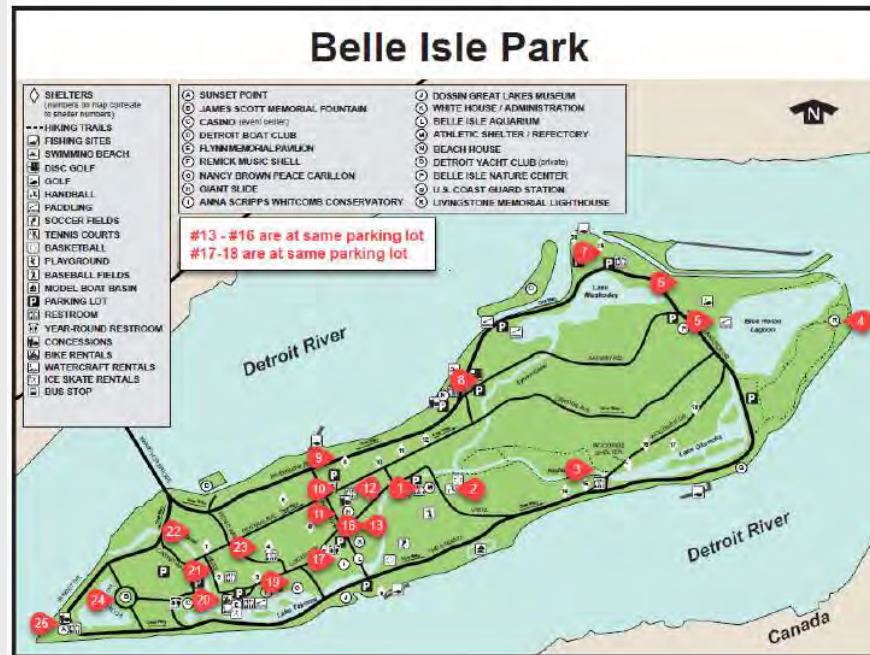 Belle Isle Park
SHELTERS
(numbers on map correlate
to shelter numbers)
HIKING TRAILS
FISHING SITES
SWIMMING BEACH
DISC GOLF
GOLF
HANDBALL
PADDLING
SOCCER FIELDS
TENNIS COURTS
BASKETBALL
PLAYGROUND
BASEBALL FIELDS
MODEL BOAT BASIN
P PARKING LOT
RESTROOM
YEAR-ROUND RESTROOM
CONCESSIONS
BIKE RENTALS
WATERCRAFT RENTALS
ICE SKATE RENTALS
BUS STOP
A SUNSET POINT
B JAMES SCOTT MEMORIAL FOUNTAIN
C CASINO (event center)
D DETROIT BOAT CLUB
E FLYNN MEMORIAL PAVILION
F REMICK MUSIC SHELL
G NANCY BROWN PEACE CARILLON
H GIANT SLIDE
I ANNA SCRIPPS WHITCOMB CONSERVATORY
J DOSSIN GREAT LAKES MUSEUM
K WHITE HOUSE / ADMINISTRATION
L BELLE ISLE AQUARIUM
M ATHLETIC SHELTER / REFECTORY
N BEACH HOUSE
O DETROIT YACHT CLUB (private)
P BELLE ISLE NATURE CENTER
Q U.S. COAST GUARD STATION
R LIVINGSTONE MEMORIAL LIGHTHOUSE
N
#13 - #16 are at same parking lot
#17-18 are at same parking lot
7
Lake
Muskoday
6
5
Blue Heron
Lagoon
4
Detroit River
8
9
10
12
1
2
3
11
16
13
Lake Okonoka
22
23
17
21
19
24
20
Lake Takoma
Detroit River
Canada